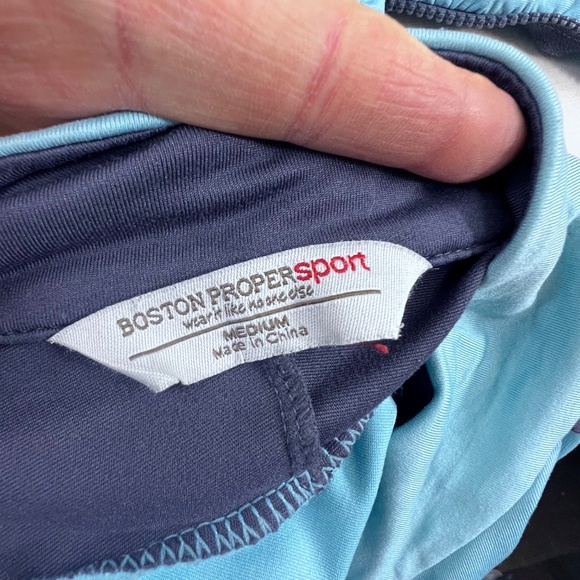 BOSTON PROPERsport
wear it like no one else
MEDIUM
Made in China